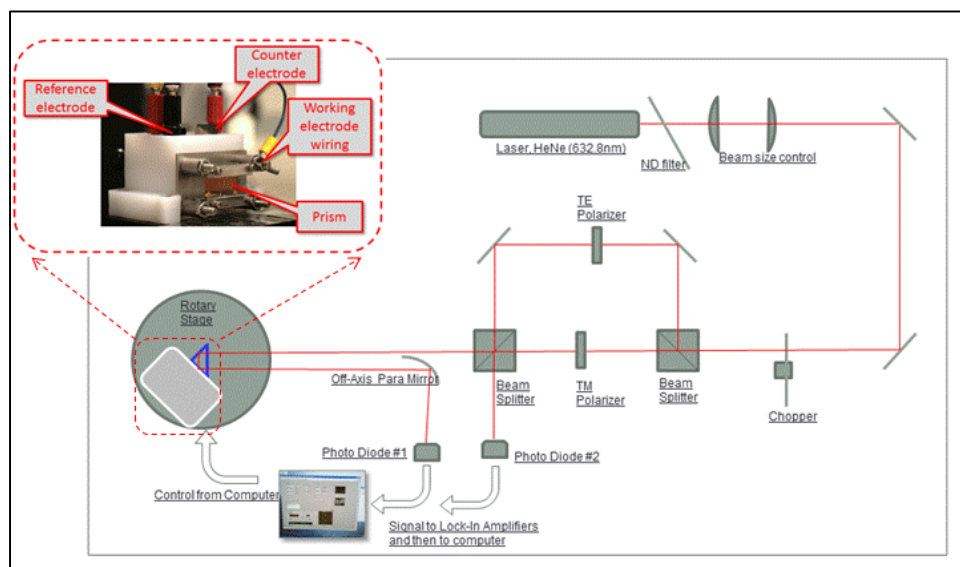 Counter
electrode
Reference
electrode
Working
electrode
wiring
Prism
Laser, HeNe (632.8nm)
ND filter
Beam size control
TE
Polarizer
Rotary
Stage
Off-Axis Para Mirror
Beam
Splitter
TM
Polarizer
Beam
Splitter
Chopper
Photo Diode #1
Photo Diode #2
Control from Computer
Signal to Lock-In Amplifiers
and then to computer